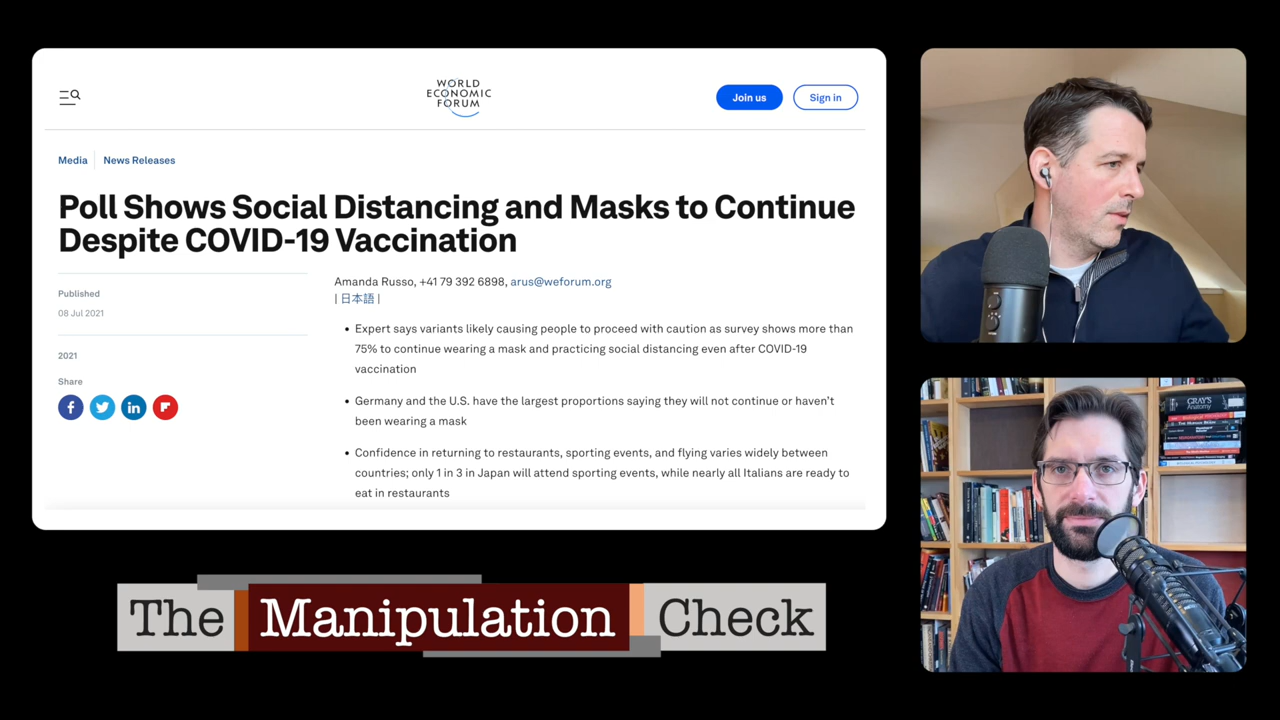 WORLD
ECONOMIC
FORUM
Join us
Sign in
Media
News Releases
Poll Shows Social Distancing and Masks to Continue
Despite COVID-19 Vaccination
Published
08 Jul 2021
2021
Share
Amanda Russo, +41 79 392 6898, arus@weforum.org
| 日本語 |
• Expert says variants likely causing people to proceed with caution as survey shows more than
75% to continue wearing a mask and practicing social distancing even after COVID-19
vaccination
• Germany and the U.S. have the largest proportions saying they will not continue or haven't
been wearing a mask
• Confidence in returning to restaurants, sporting events, and flying varies widely between
countries; only 1 in 3 in Japan will attend sporting events, while nearly all Italians are ready to
eat in restaurants
GRAY'S
Anatomy
The Manipulation Check